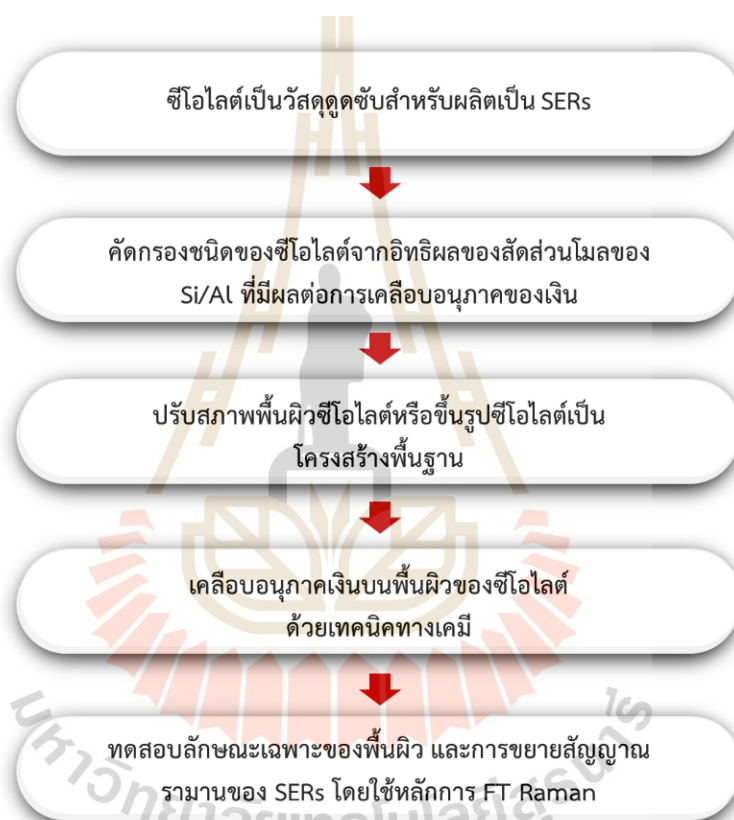 ซีโอไลต์เป็นวัสดุดูดซับสำหรับผลิตเป็น SERs
คัดกรองชนิดของซีโอไลต์จากอิทธิผลของสัดส่วนโมลของ
Si/Al ที่มีผลต่อการเคลือบอนุภาคของเงิน
ปรับสภาพพื้นผิวซีโอไลต์หรือขึ้นรูปซีโอไลต์เป็น
โครงสร้างพื้นฐาน
เคลือบอนุภาคเงินบนพื้นผิวของซีโอไลต์
ด้วยเทคนิคทางเคมี
ทดสอบลักษณะเฉพาะของพื้นผิว และการขยายสัญญาณ
รามานของ SERs โดยใช้หลักการ FT Raman